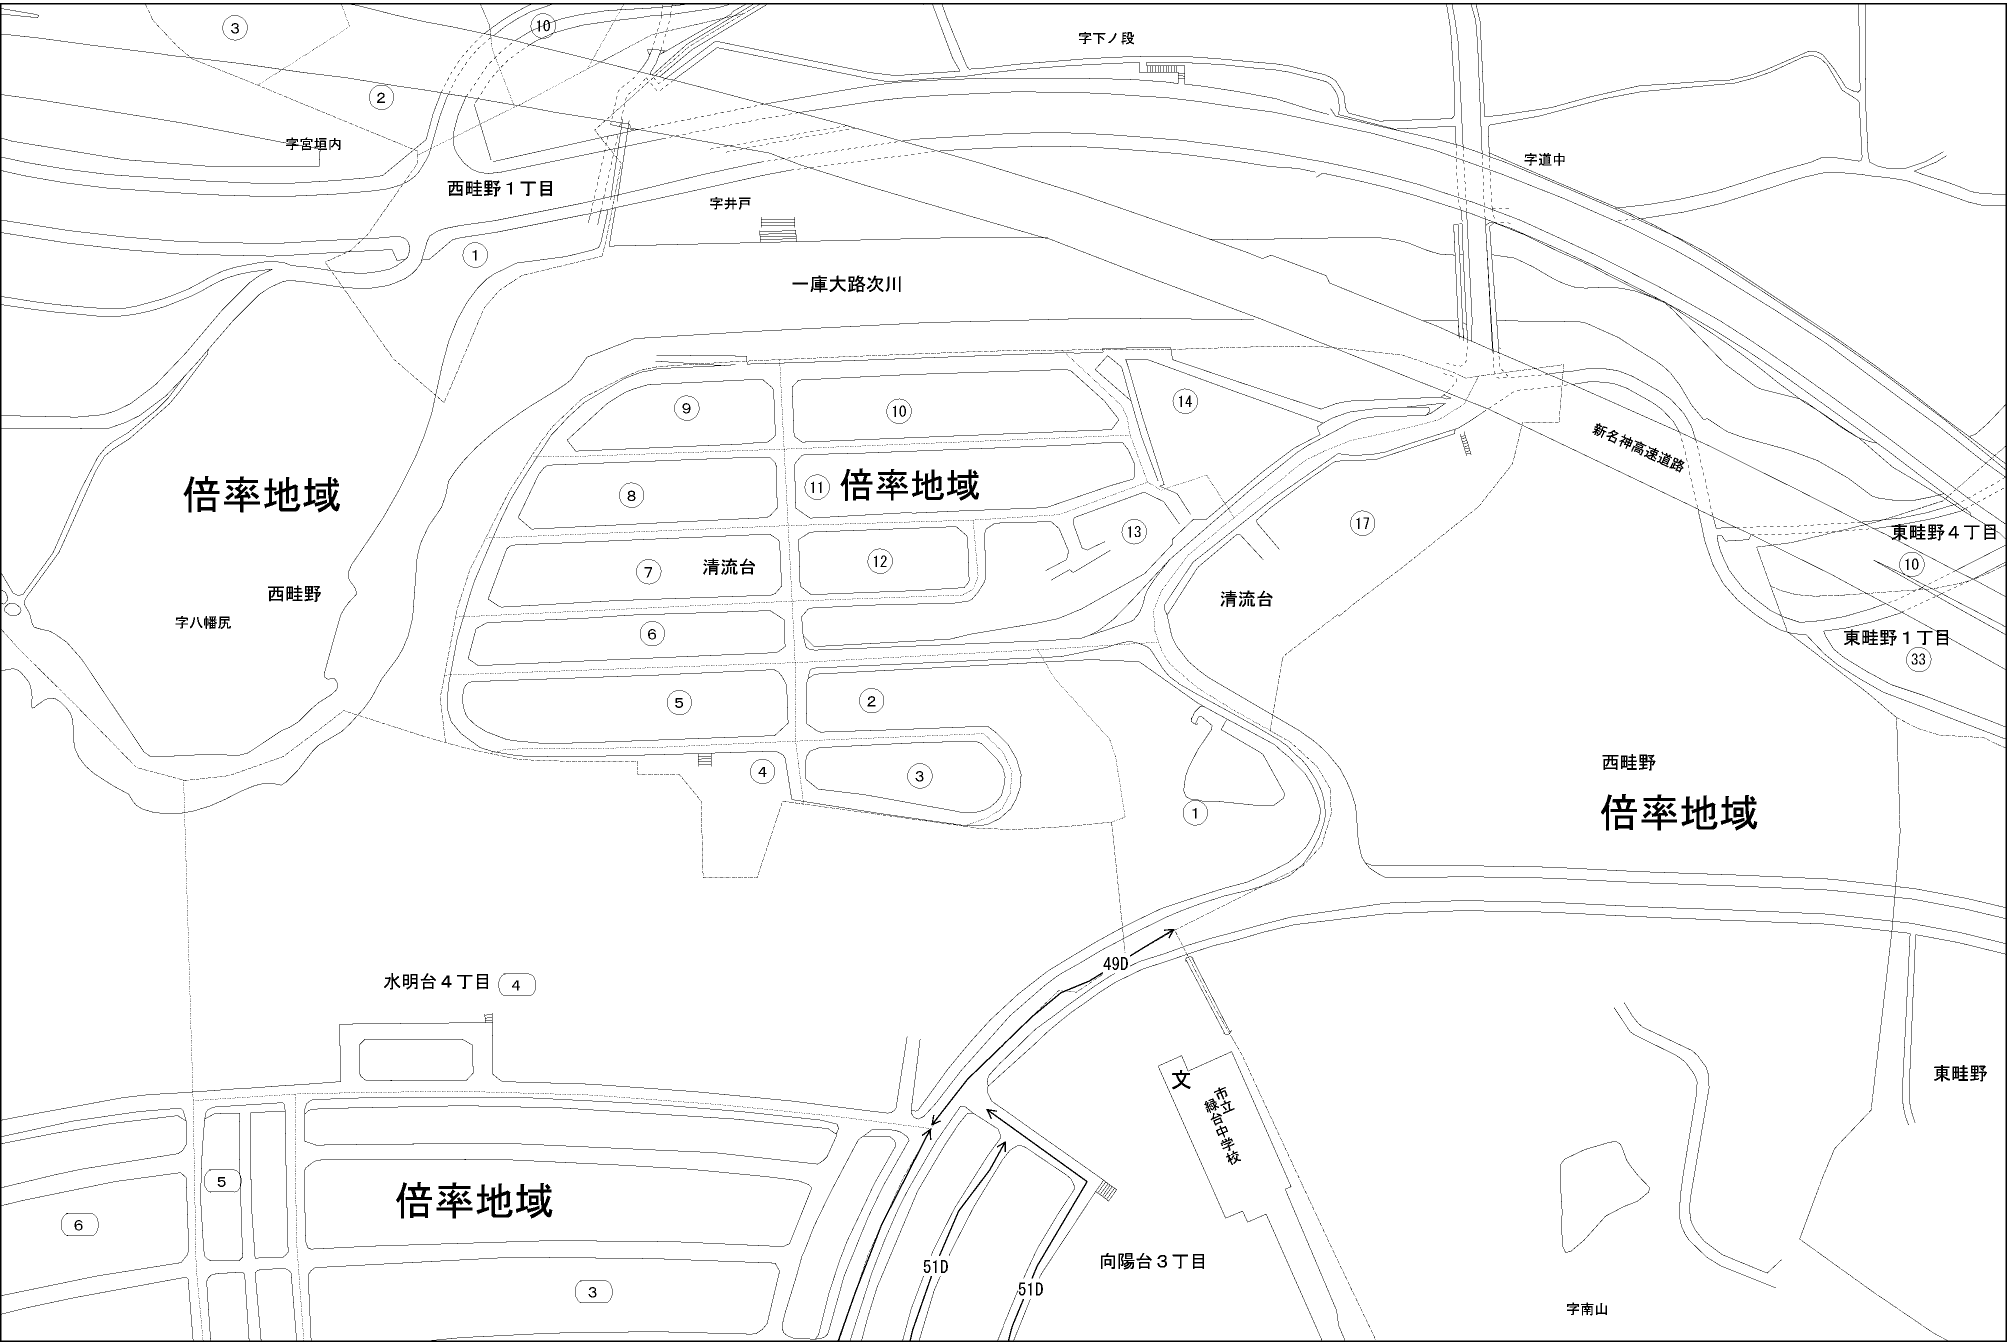 ③
⑩
字下ノ段
②
字宮垣内
字道中
西畦野１丁目
字井戸
①
一庫大路次川
⑨
⑩
⑭
新名神高速道路
倍率地域
⑧
⑪
倍率地域
⑰
⑬
東畦野４丁目
⑫
⑩
⑦
清流台
西畦野
清流台
字八幡尻
⑥
東畦野１丁目
㉝
⑤
②
西畦野
④
③
①
倍率地域
49D
水明台４丁目
4
東畦野
文
市立
緑台中学校
5
倍率地域
6
向陽台３丁目
51D
51D
3
字南山